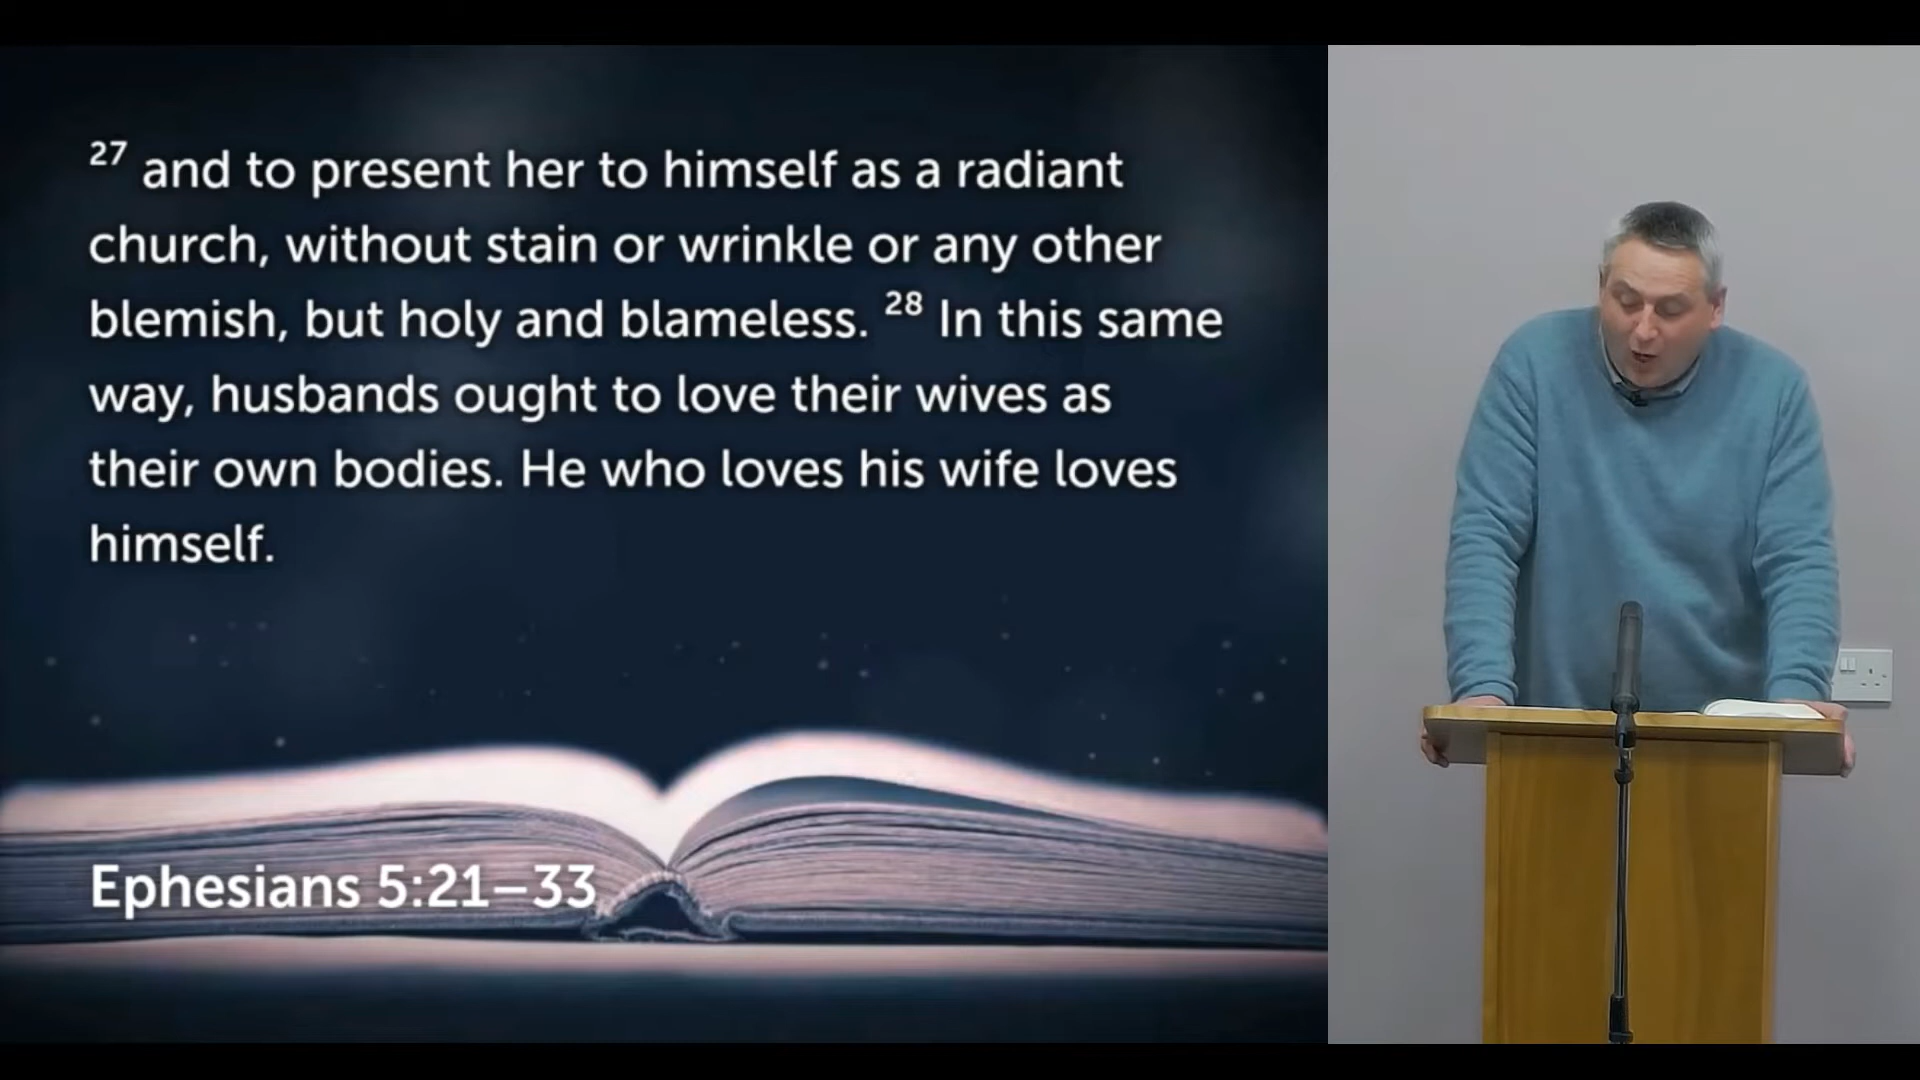 27 and to present her to himself as a radiant
church, without stain or wrinkle or any other
blemish, but holy and blameless. 28 In this same
way, husbands ought to love their wives as
their own bodies. He who loves his wife loves
himself.
Ephesians 5:21–33